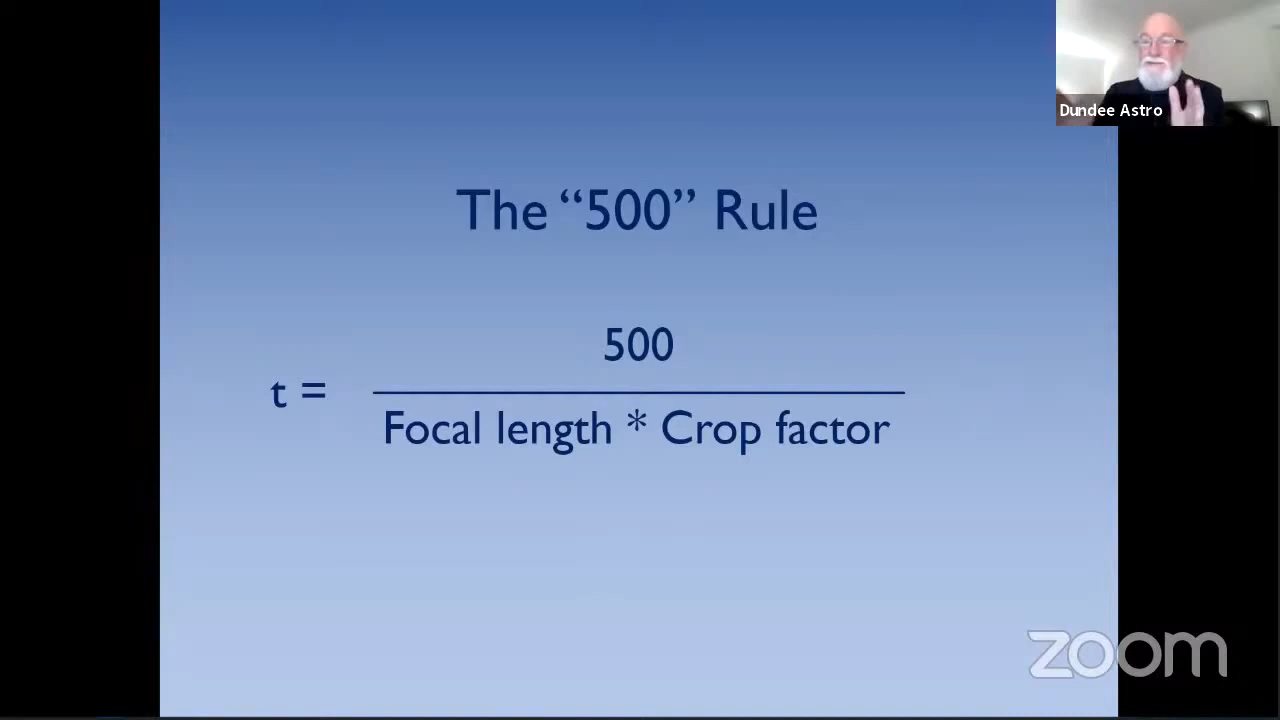 Dundee Astro
The “500” Rule
500
t =
Focal length * Crop factor
zoom